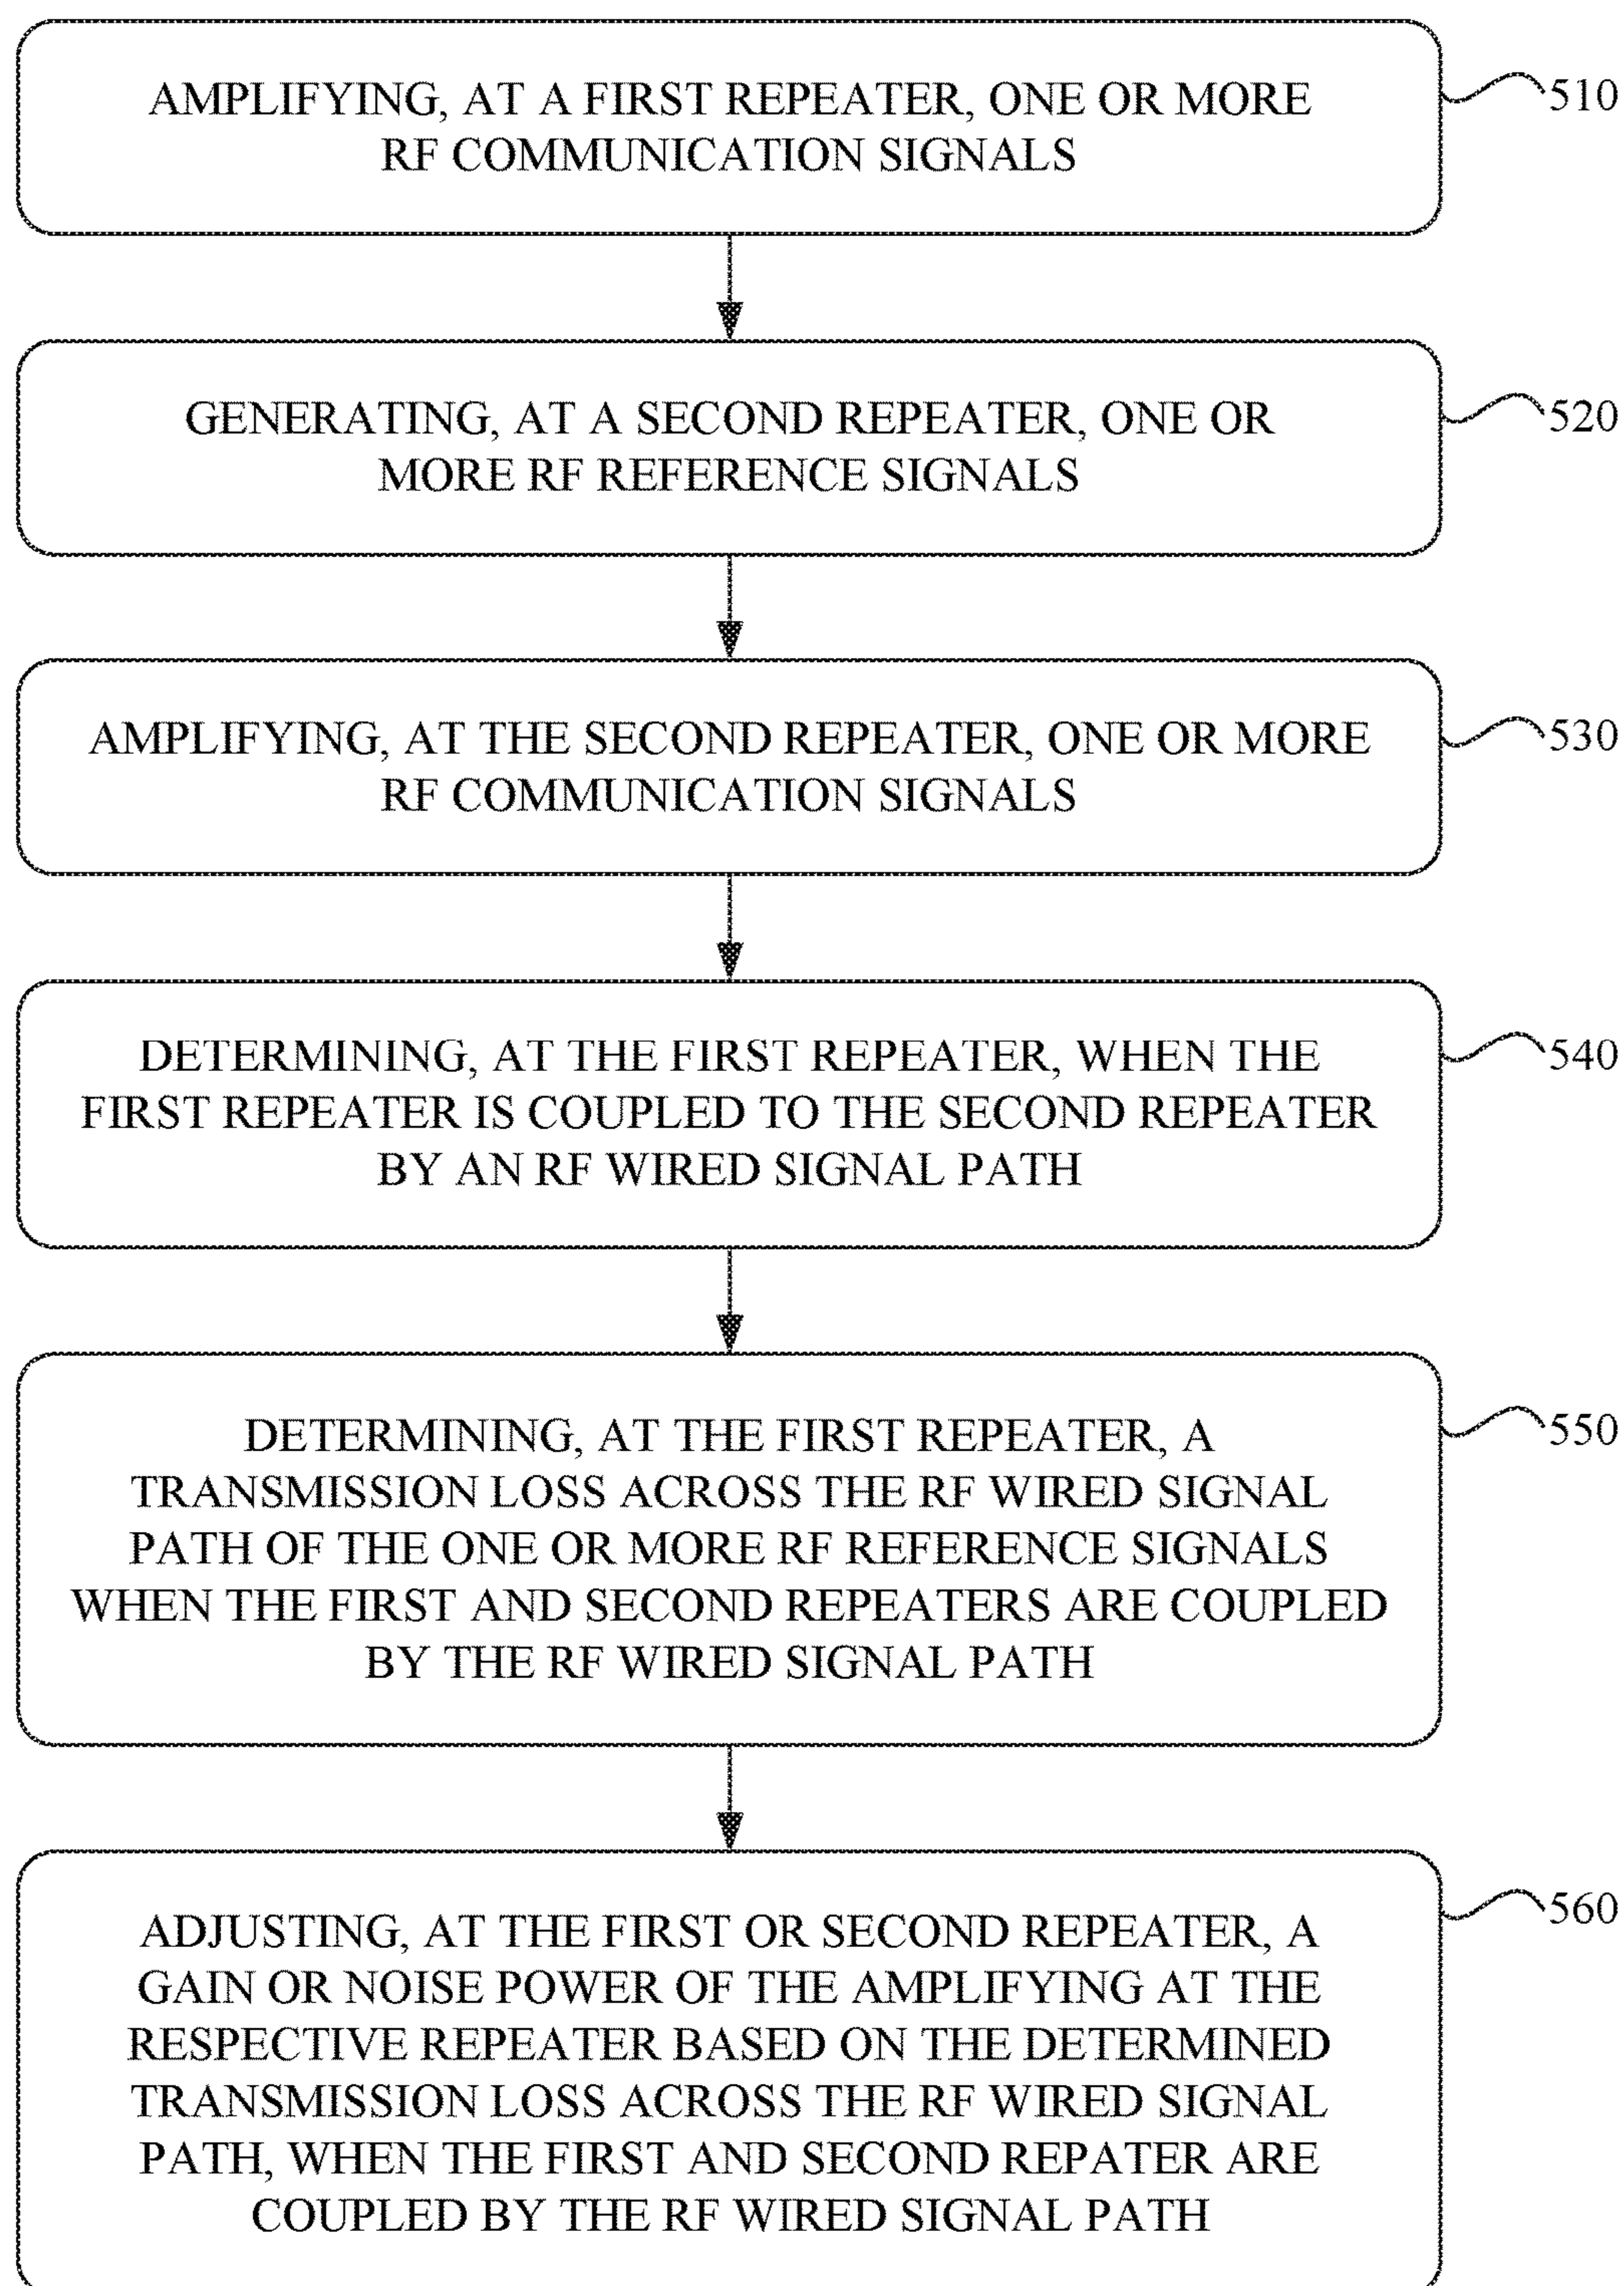 AMPLIFYING, AT A FIRST REPEATER, ONE OR MORE
RF COMMUNICATION SIGNALS
510
GENERATING, AT A SECOND REPEATER, ONE OR
MORE RF REFERENCE SIGNALS
520
AMPLIFYING, AT THE SECOND REPEATER, ONE OR MORE
RF COMMUNICATION SIGNALS
530
DETERMINING, AT THE FIRST REPEATER, WHEN THE
FIRST REPEATER IS COUPLED TO THE SECOND REPEATER
BY AN RF WIRED SIGNAL PATH
540
DETERMINING, AT THE FIRST REPEATER, A
TRANSMISSION LOSS ACROSS THE RF WIRED SIGNAL
PATH OF THE ONE OR MORE RF REFERENCE SIGNALS
WHEN THE FIRST AND SECOND REPEATERS ARE COUPLED
BY THE RF WIRED SIGNAL PATH
550
ADJUSTING, AT THE FIRST OR SECOND REPEATER, A
GAIN OR NOISE POWER OF THE AMPLIFYING AT THE
RESPECTIVE REPEATER BASED ON THE DETERMINED
TRANSMISSION LOSS ACROSS THE RF WIRED SIGNAL
PATH, WHEN THE FIRST AND SECOND REPATER ARE
COUPLED BY THE RF WIRED SIGNAL PATH
560